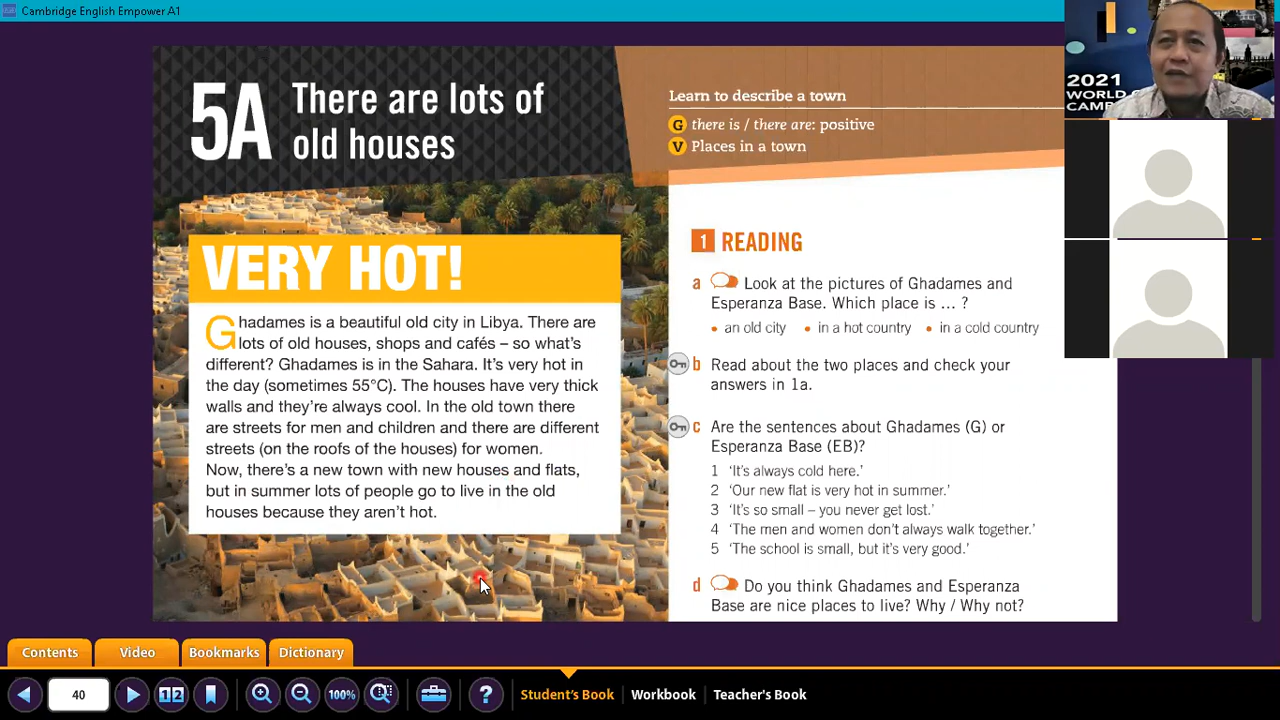 Cambridge English Empower A1
5A
There are lots of
old houses
Learn to describe a town
G there is / there are: positive
V Places in a town
VERY HOT!
Ghadames is a beautiful old city in Libya. There are
lots of old houses, shops and cafés – so what's
different? Ghadames is in the Sahara. It's very hot in
the day (sometimes 55°C). The houses have very thick
walls and they're always cool. In the old town there
are streets for men and children and there are different
streets (on the roofs of the houses) for women.
Now, there's a new town with new houses and flats,
but in summer lots of people go to live in the old
houses because they aren't hot.
1 READING
a Look at the pictures of Ghadames and
Esperanza Base. Which place is … ?
• an old city • in a hot country • in a cold country
b Read about the two places and check your
answers in 1a.
c Are the sentences about Ghadames (G) or
Esperanza Base (EB)?
1 'It's always cold here.'
2 'Our new flat is very hot in summer.'
3 'It's so small – you never get lost.'
4 'The men and women don't always walk together.'
5 'The school is small, but it's very good.'
d Do you think Ghadames and Esperanza
Base are nice places to live? Why / Why not?
2021
WORLD
CAMB
Contents Video Bookmarks Dictionary
40 1 2 100% ? Student's Book Workbook Teacher's Book